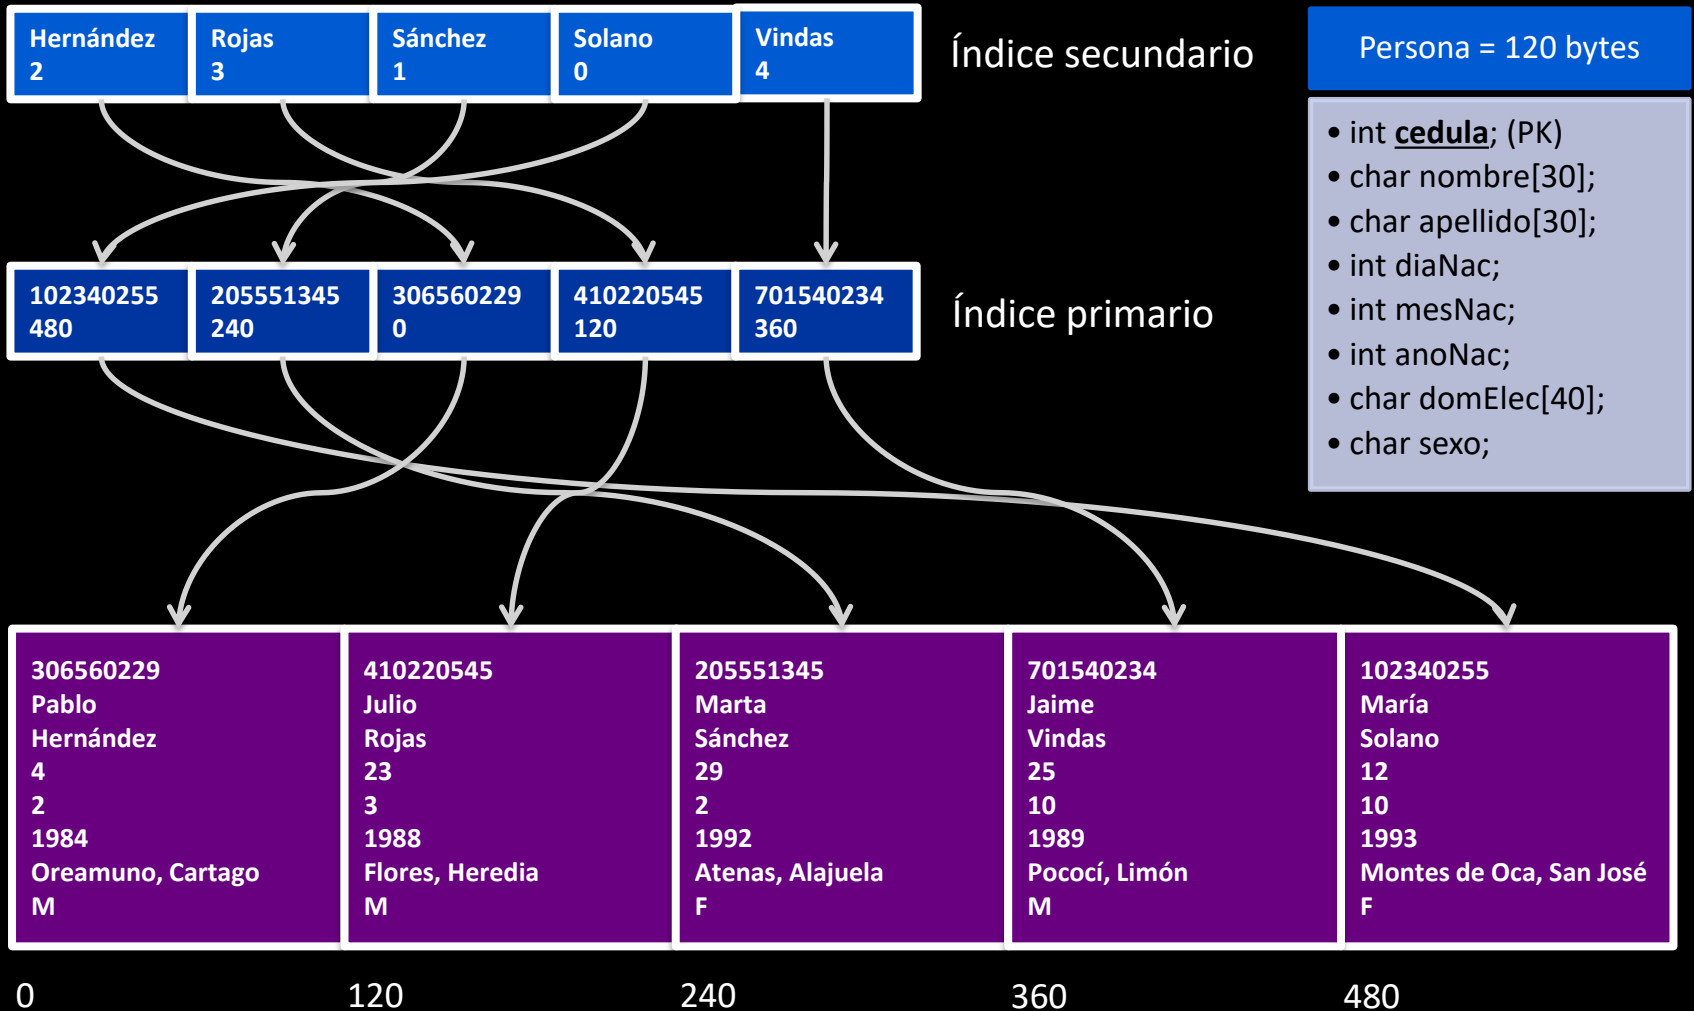 Hernández
2
Rojas
3
Sánchez
1
Solano
0
Vindas
4
Índice secundario
Persona = 120 bytes
• int cedula; (PK)
• char nombre[30];
• char apellido[30];
• int diaNac;
• int mesNac;
• int anoNac;
• char domElec[40];
• char sexo;
102340255
480
205551345
240
306560229
0
410220545
120
701540234
360
Índice primario
306560229
Pablo
Hernández
4
2
1984
Oreamuno, Cartago
M
410220545
Julio
Rojas
23
3
1988
Flores, Heredia
M
205551345
Marta
Sánchez
29
2
1992
Atenas, Alajuela
F
701540234
Jaime
Vindas
25
10
1989
Pococí, Limón
M
102340255
María
Solano
12
10
1993
Montes de Oca, San José
F
0
120
240
360
480